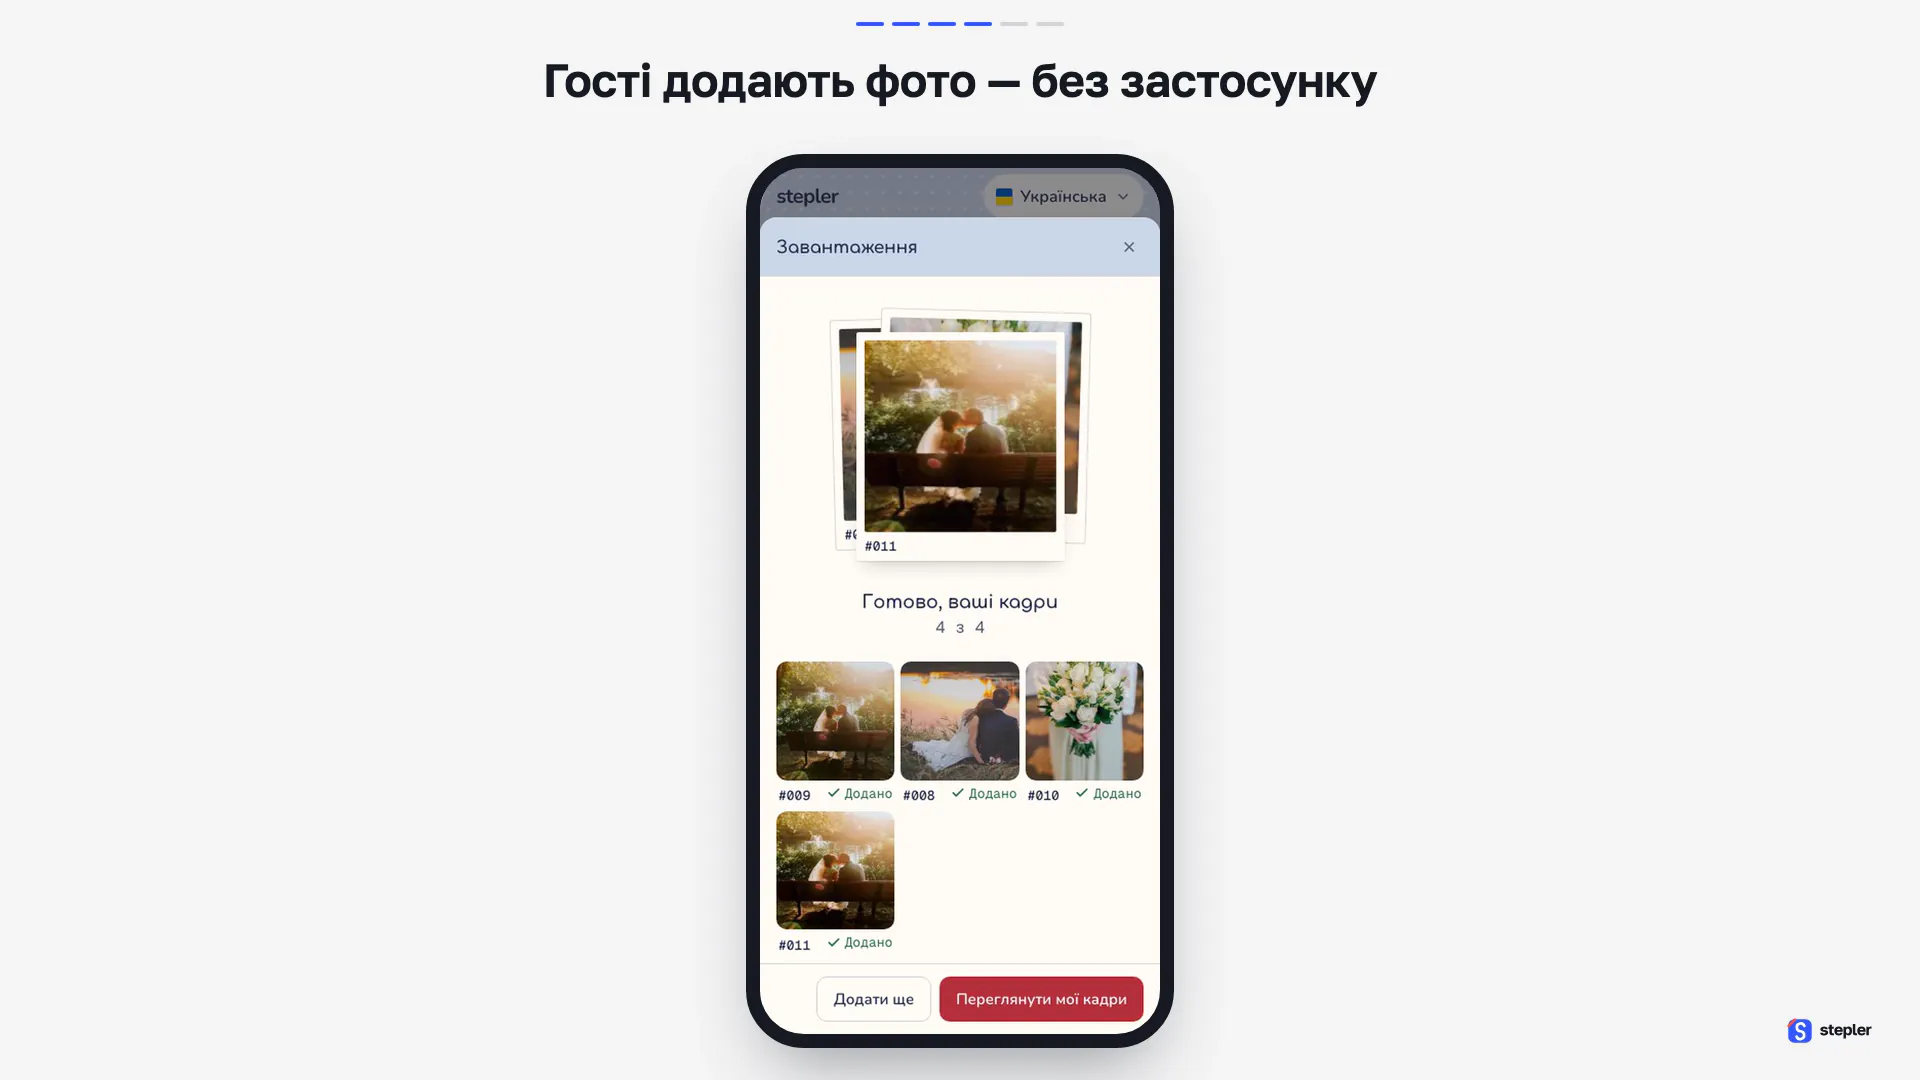 Гості додають фото — без застосунку
stepler
Українська
Завантаження
#0
#011
Готово, ваші кадри
4 з 4
#009 Додано #008 Додано #010 Додано
#011 Додано
Додати ще Переглянути мої кадри
stepler